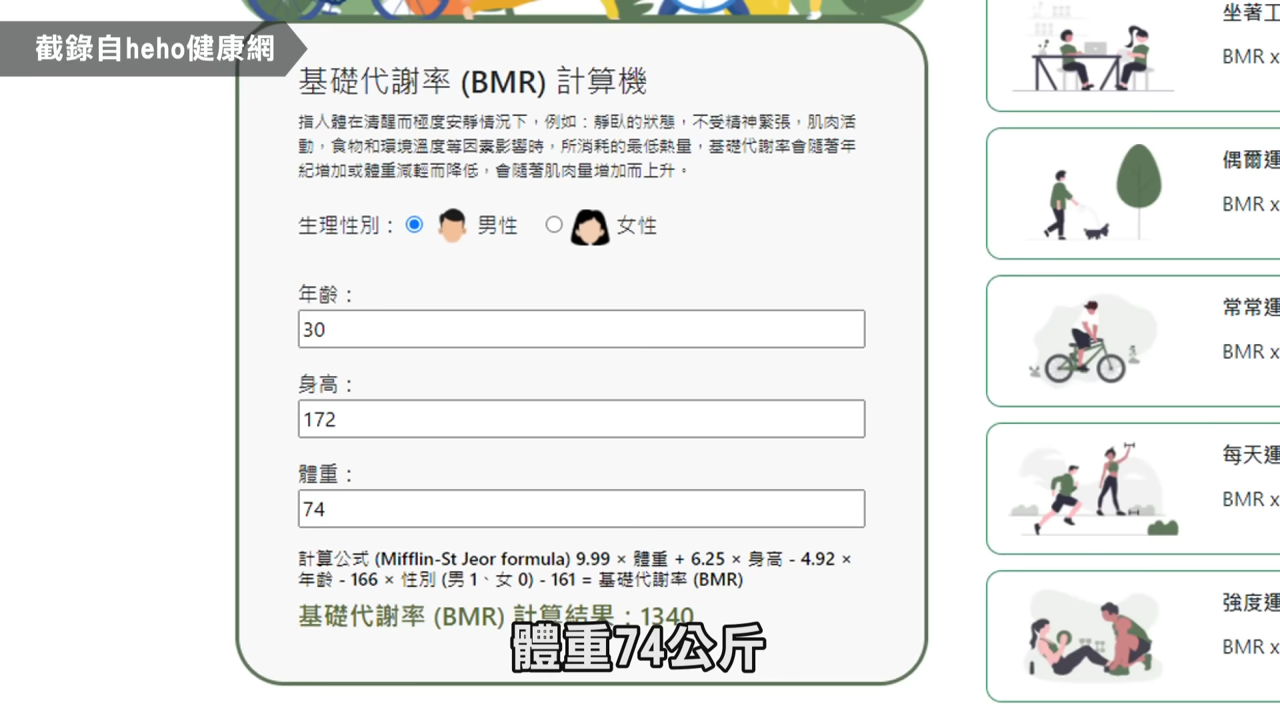 截錄自heho健康網
基礎代謝率 (BMR) 計算機
指人體在清醒而極度安靜情況下，例如：靜臥的狀態，不受精神緊張，肌肉活
動，食物和環境溫度等因素影響時，所消耗的最低熱量，基礎代謝率會隨著年
紀增加或體重減輕而降低，會隨著肌肉量增加而上升。
生理性別：
男性
女性
年齡：
30
身高：
172
體重：
74
計算公式 (Mifflin-St Jeor formula) 9.99 × 體重 + 6.25 × 身高 - 4.92 ×
年齡 - 166 × 性別 (男 1、女 0) - 161 = 基礎代謝率 (BMR)
基礎代謝率 (BMR) 計算結果：1340
體重74公斤
坐著工
BMR x
偶爾運
BMR x
常常運
BMR x
每天運
BMR x
強度運
BMR x